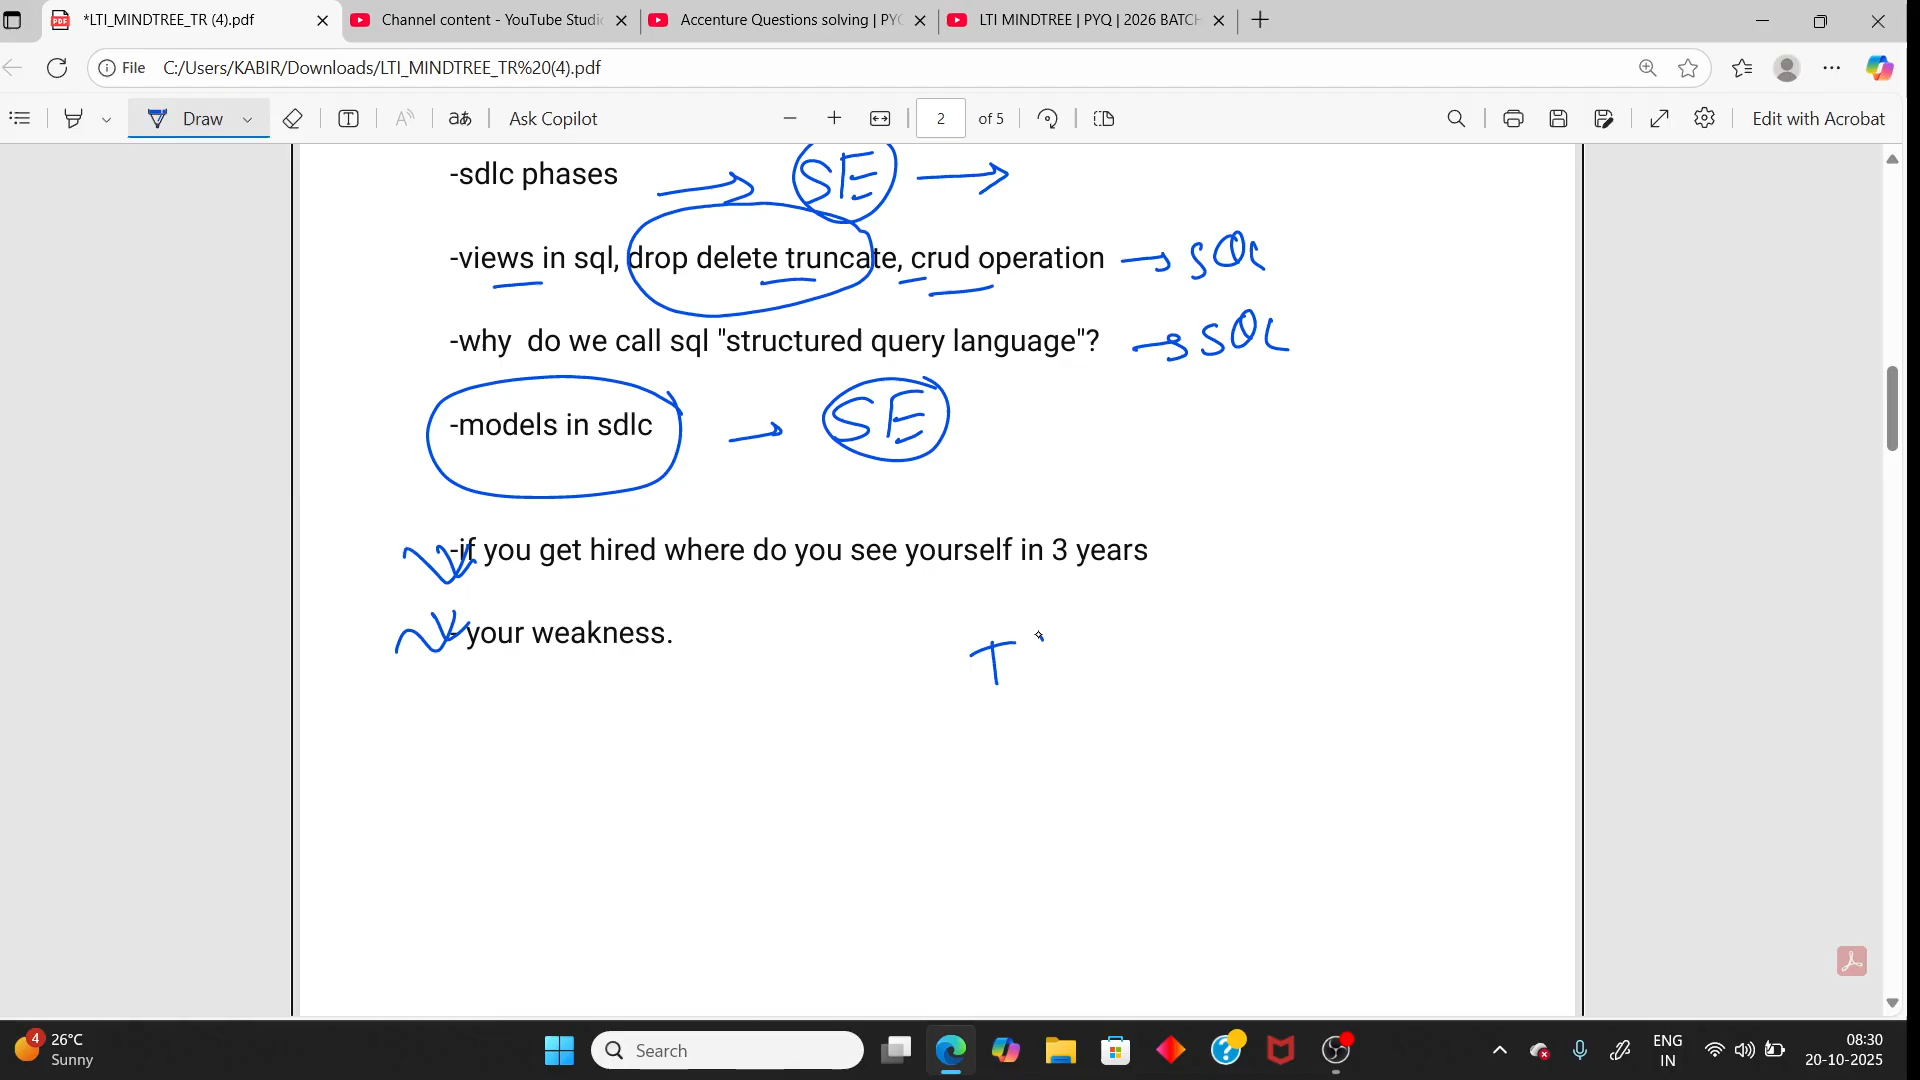 *LTI_MINDTREE_TR (4).pdf
Channel content - YouTube Studi
Accenture Questions solving | PY
LTI MINDTREE | PYQ | 2026 BATCH
File C:/Users/KABIR/Downloads/LTI_MINDTREE_TR%20(4).pdf
Draw
Ask Copilot
2 of 5
Edit with Acrobat
-sdlc phases SE
-views in sql, drop delete truncate, crud operation SQL
-why do we call sql "structured query language"? SQL
-models in sdlc SE
-if you get hired where do you see yourself in 3 years
- your weakness.
T
4
26°C
Sunny
Search
ENG
IN
08:30
20-10-2025